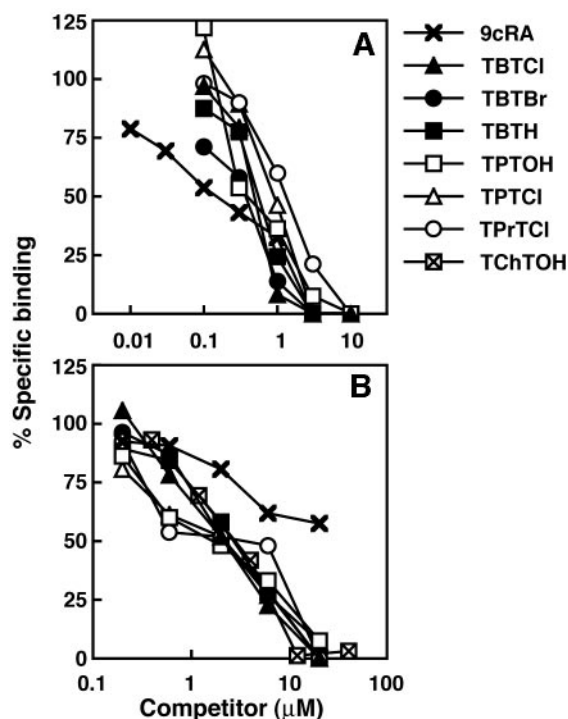 A
125
100
75
50
25
0
0.01 0.1 1 10
9cRA
TBTCl
TBTBr
TBTH
TPTOH
TPTCl
TPrTCl
TChTOH
% Specific binding
B
125
100
75
50
25
0
0.1 1 10 100
Competitor (μM)